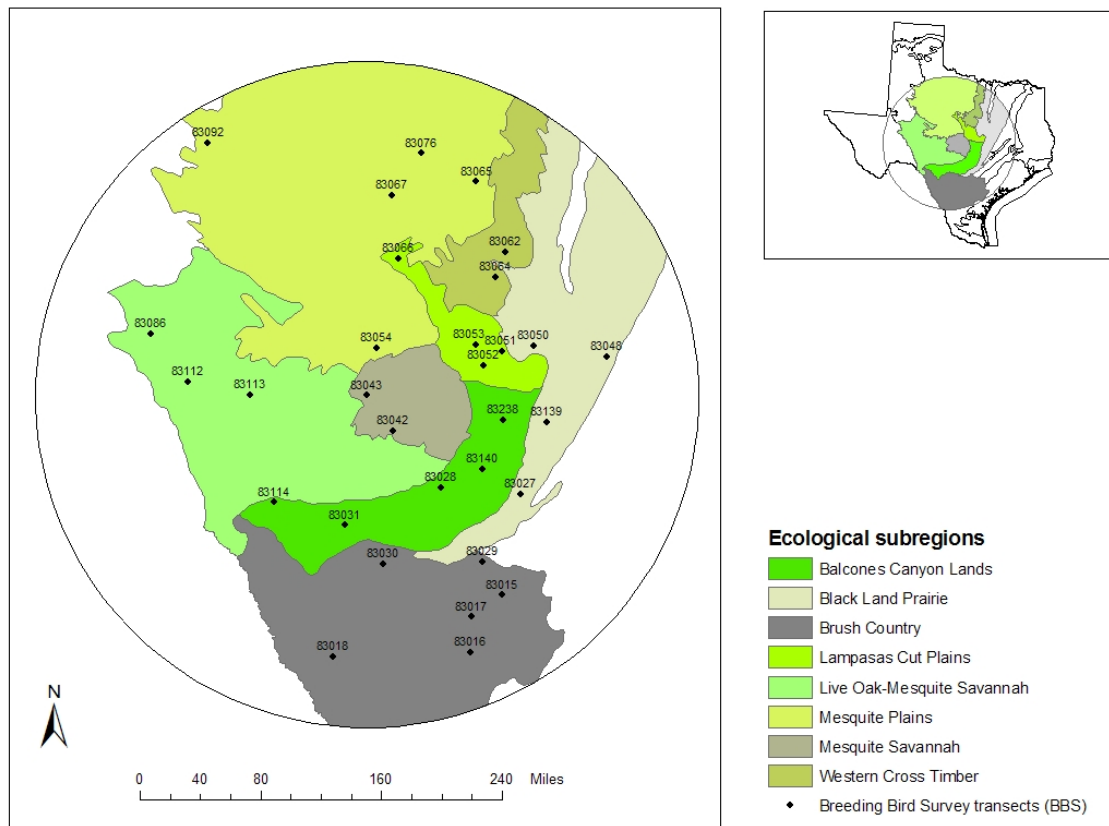 83092
83076
83065
83067
83062
83066
83064
83086
83054
83053
83051
83050
83048
83052
83112
83113
83043
83238
83139
83042
83140
83028
83027
83114
83031
83030
83029
83015
83017
83018
83016
N
0 40 80 160 240 Miles
Ecological subregions
Balcones Canyon Lands
Black Land Prairie
Brush Country
Lampasas Cut Plains
Live Oak-Mesquite Savannah
Mesquite Plains
Mesquite Savannah
Western Cross Timber
Breeding Bird Survey transects (BBS)